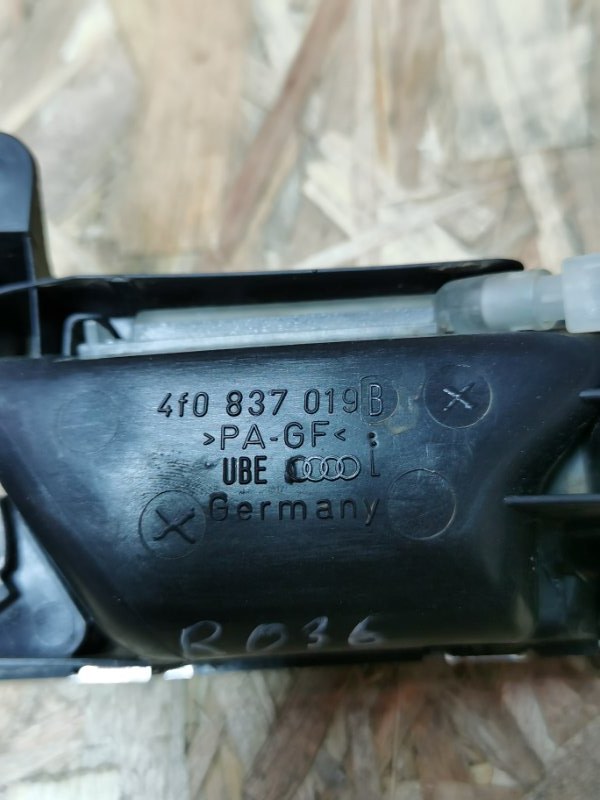 4f0 837 019 B
>PA-GF<
UBE
Germany
R036